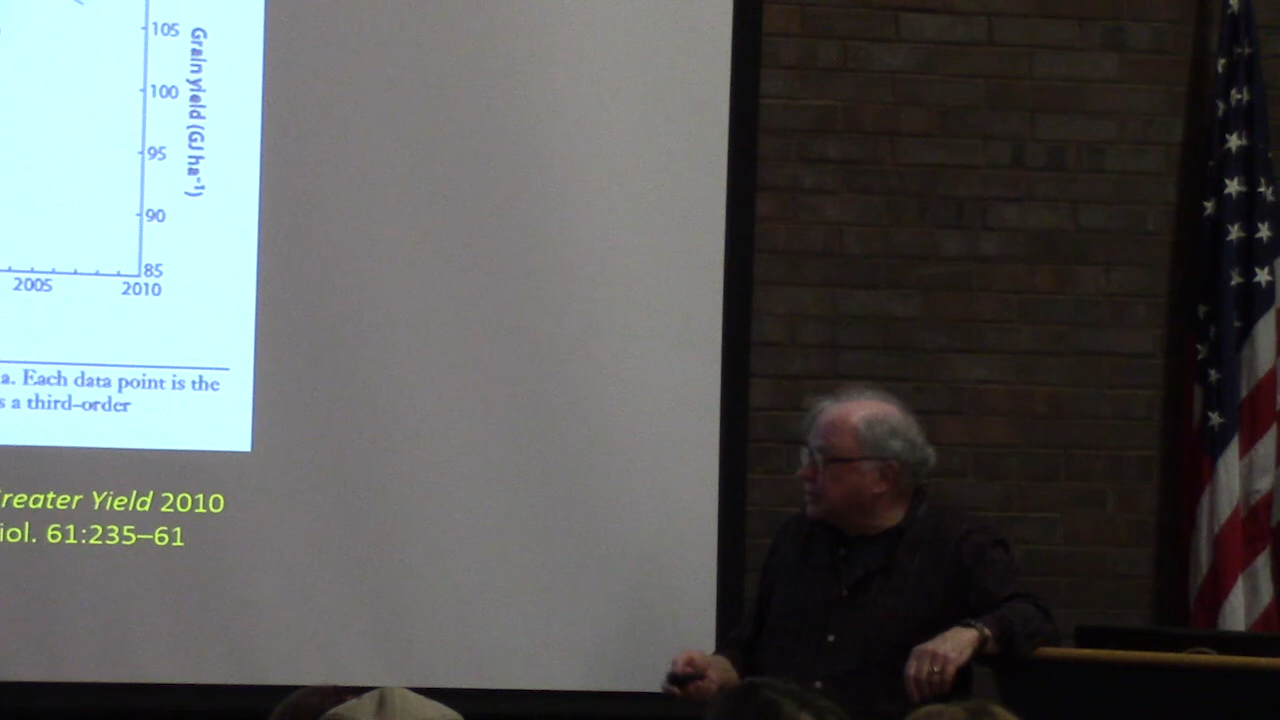 105
100
95
90
85
Grain yield (GJ ha⁻¹)
2005 2010
a. Each data point is the
s a third-order
reater Yield 2010
iol. 61:235–61